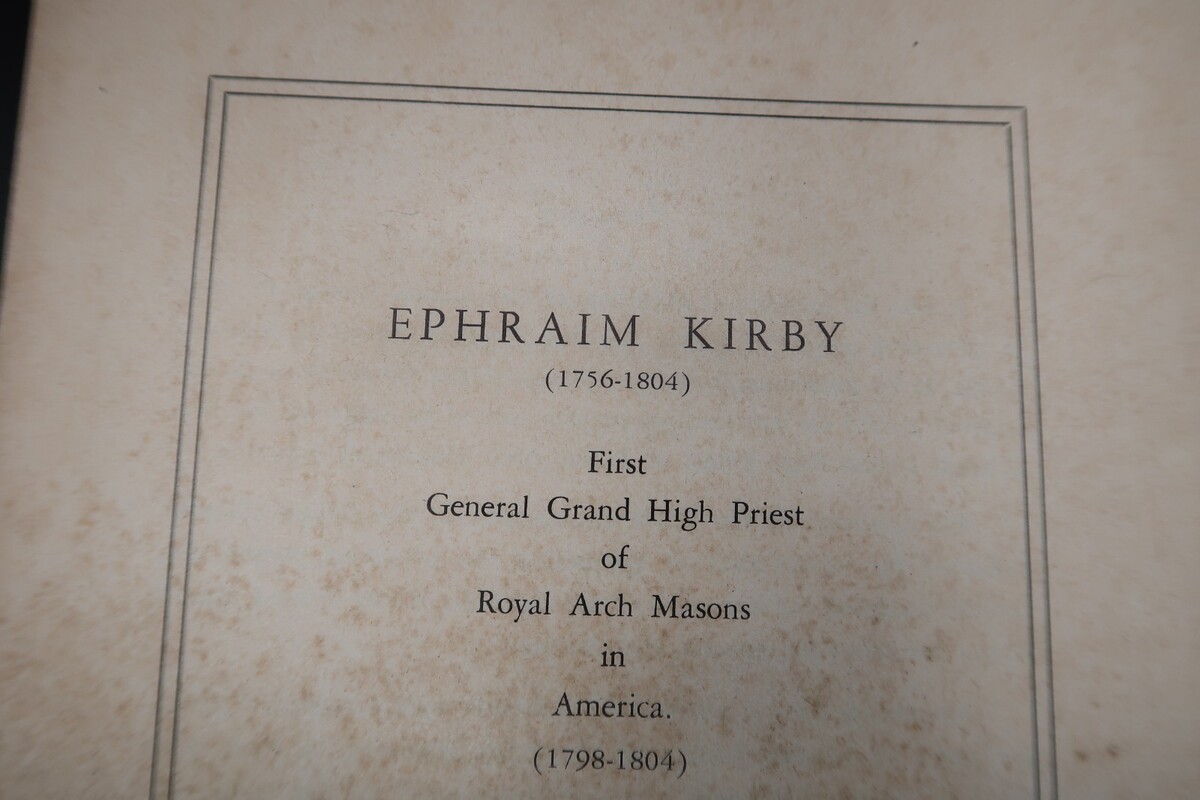 EPHRAIM KIRBY
(1756-1804)
First
General Grand High Priest
of
Royal Arch Masons
in
America.
(1798-1804)